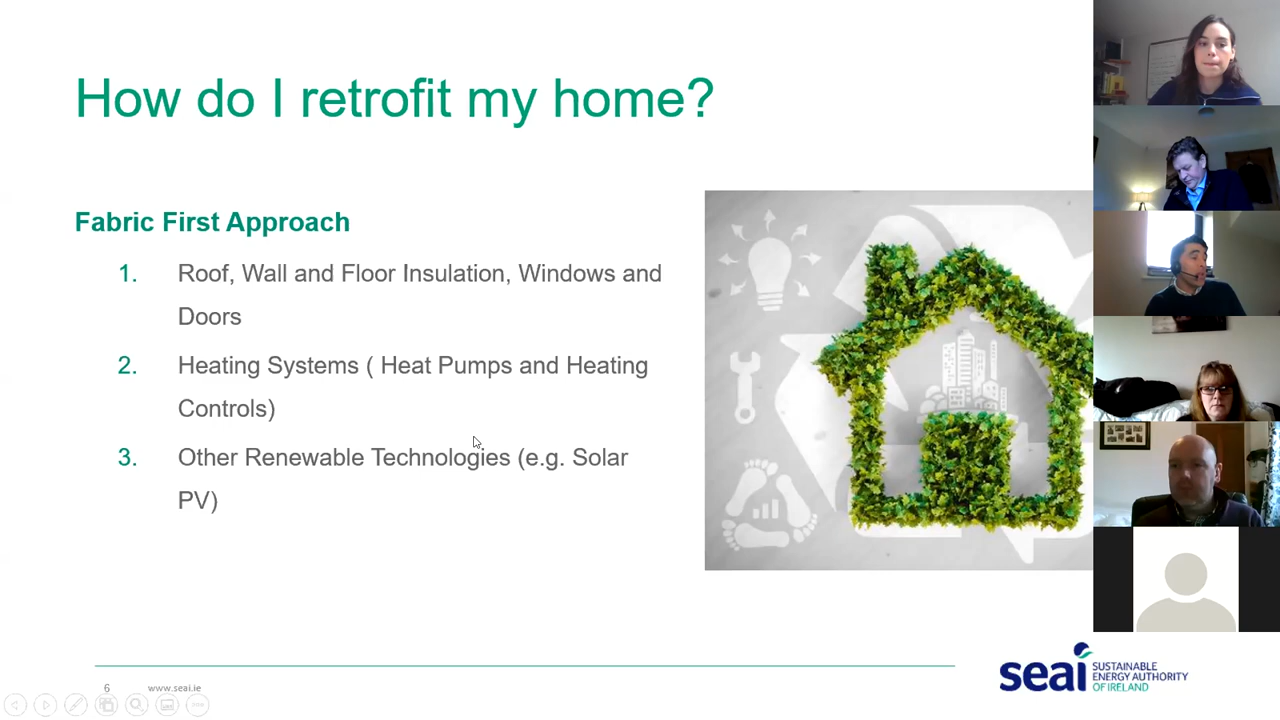 How do I retrofit my home?
Fabric First Approach
1. Roof, Wall and Floor Insulation, Windows and
Doors
2. Heating Systems ( Heat Pumps and Heating
Controls)
3. Other Renewable Technologies (e.g. Solar
PV)
6 www.seai.ie
seai SUSTAINABLE
ENERGY AUTHORITY
OF IRELAND